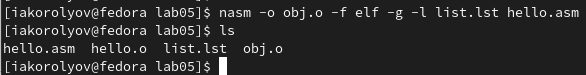 [iakorolyov@fedora lab05]$ nasm -o obj.o -f elf -g -l list.lst hello.asm
[iakorolyov@fedora lab05]$ ls
hello.asm  hello.o  list.lst  obj.o
[iakorolyov@fedora lab05]$